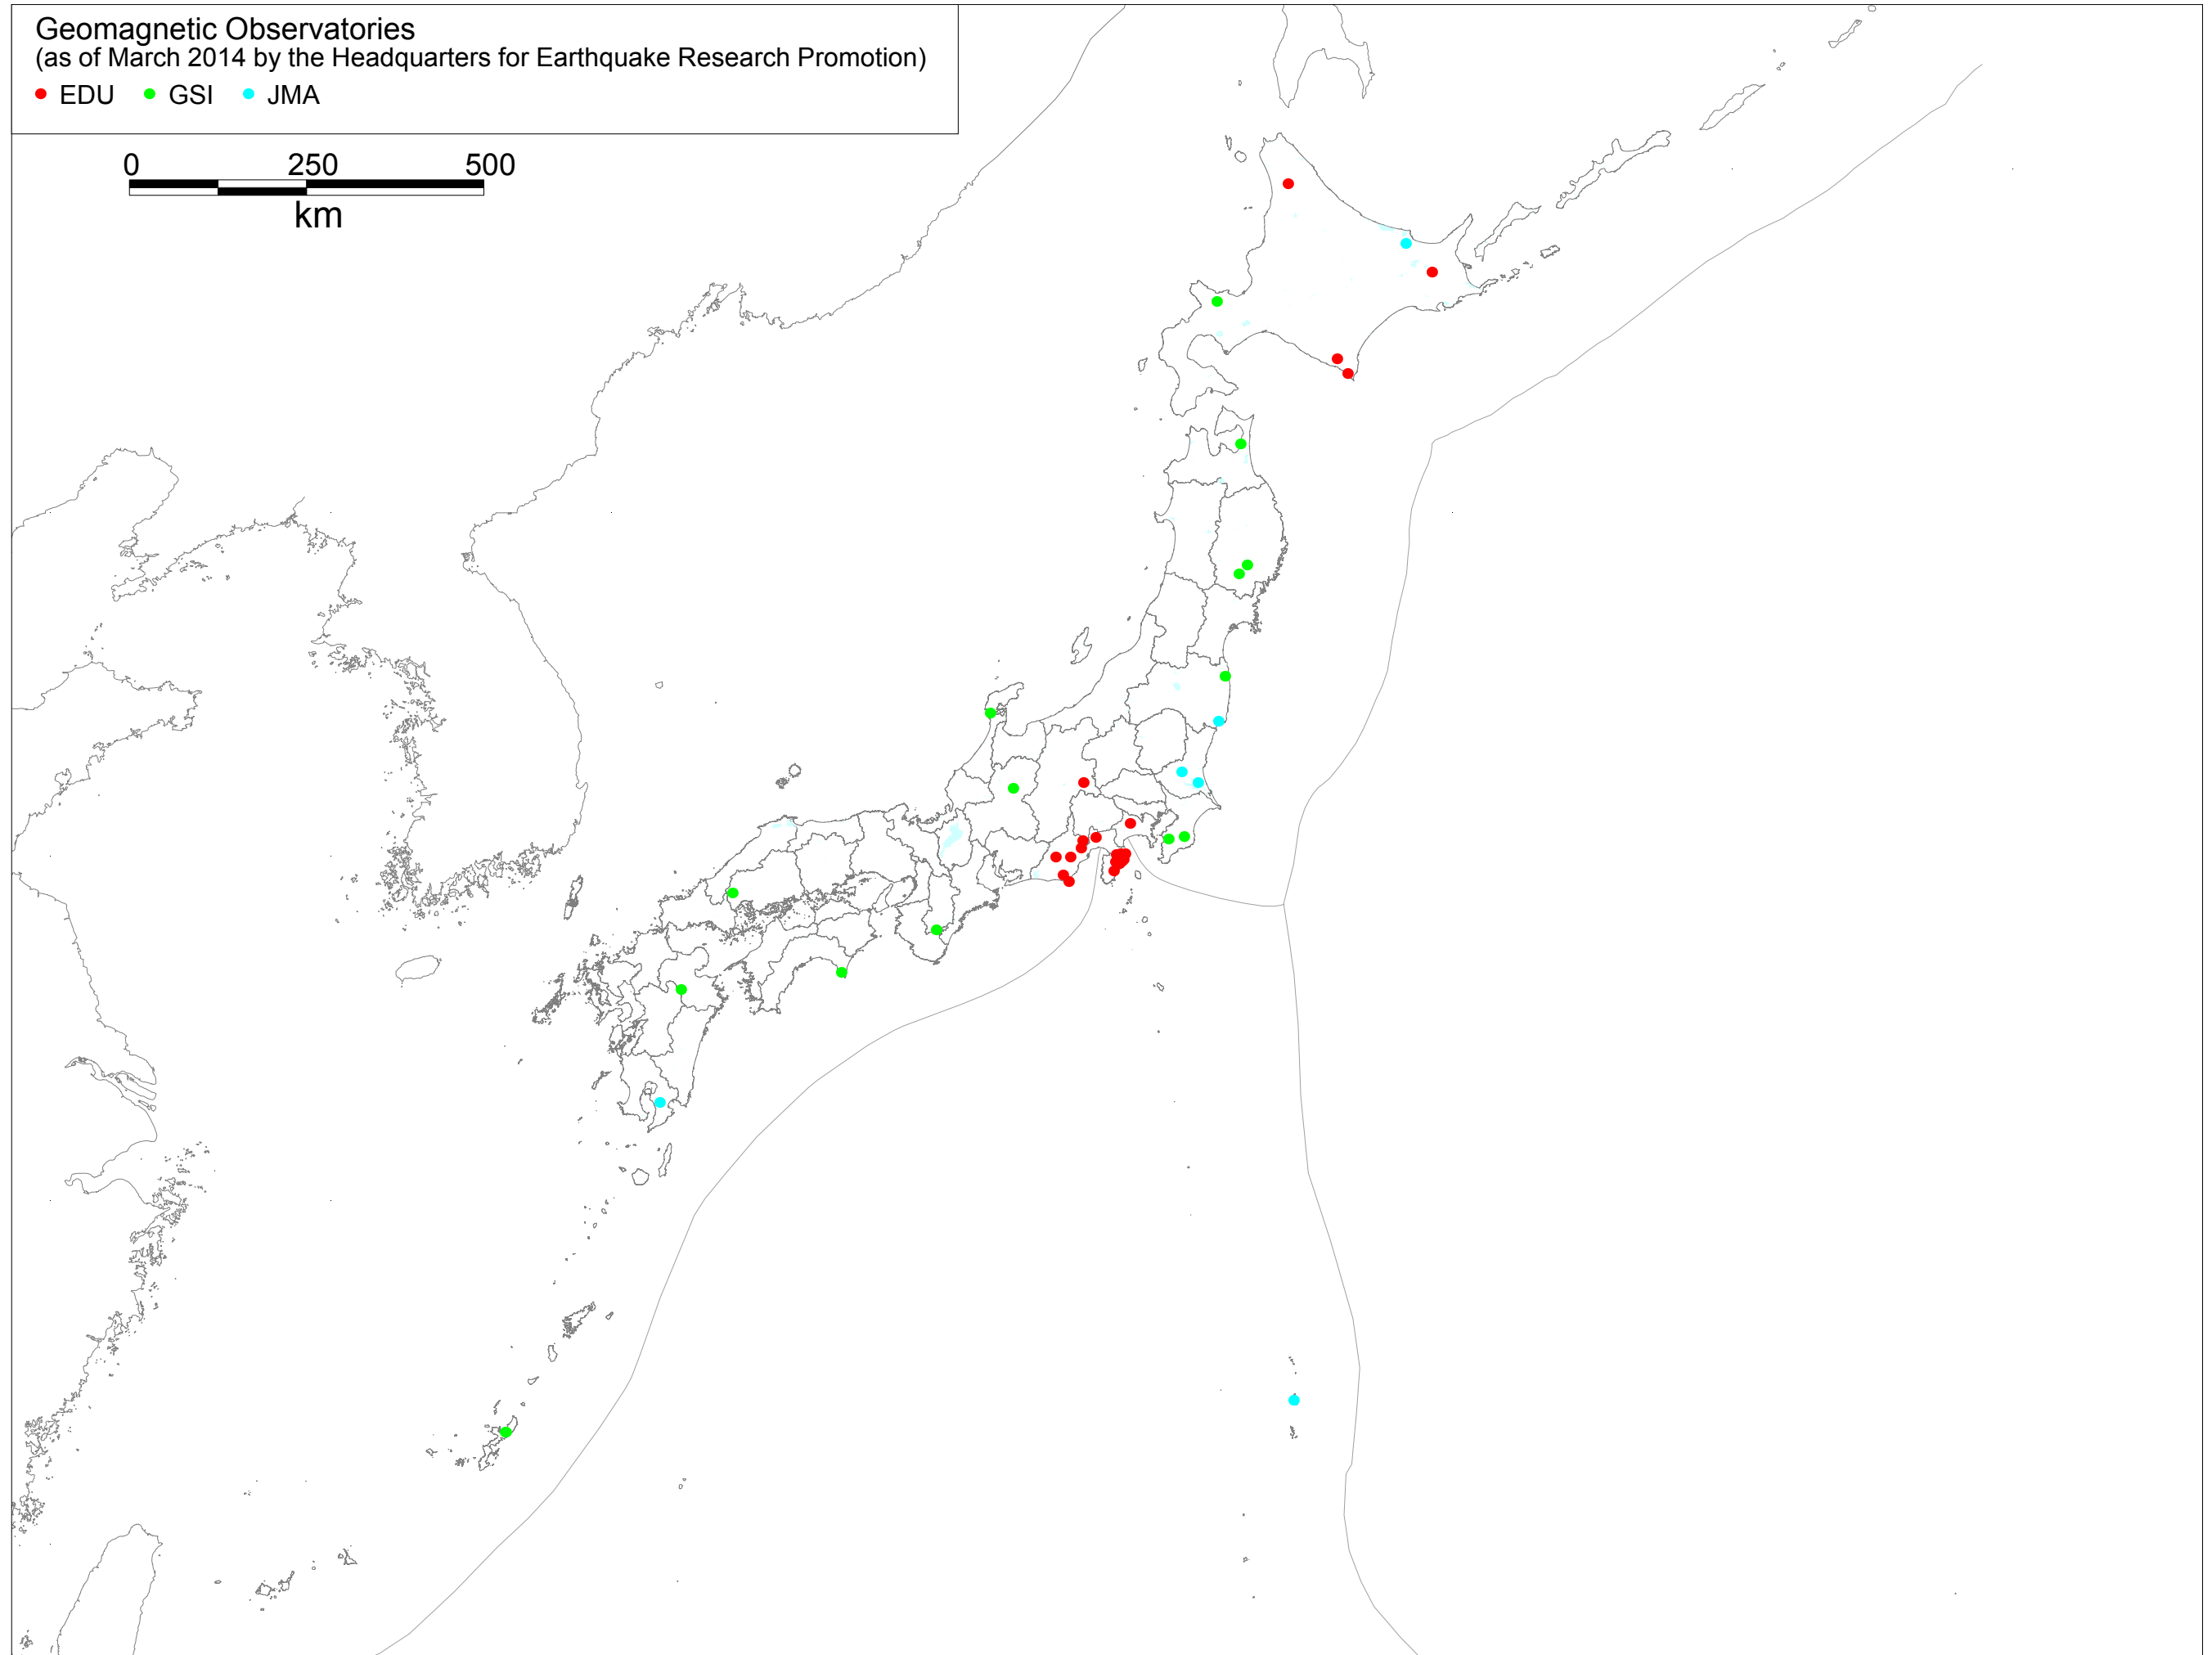 Geomagnetic Observatories
(as of March 2014 by the Headquarters for Earthquake Research Promotion)
EDU GSI JMA
0 250 500
km